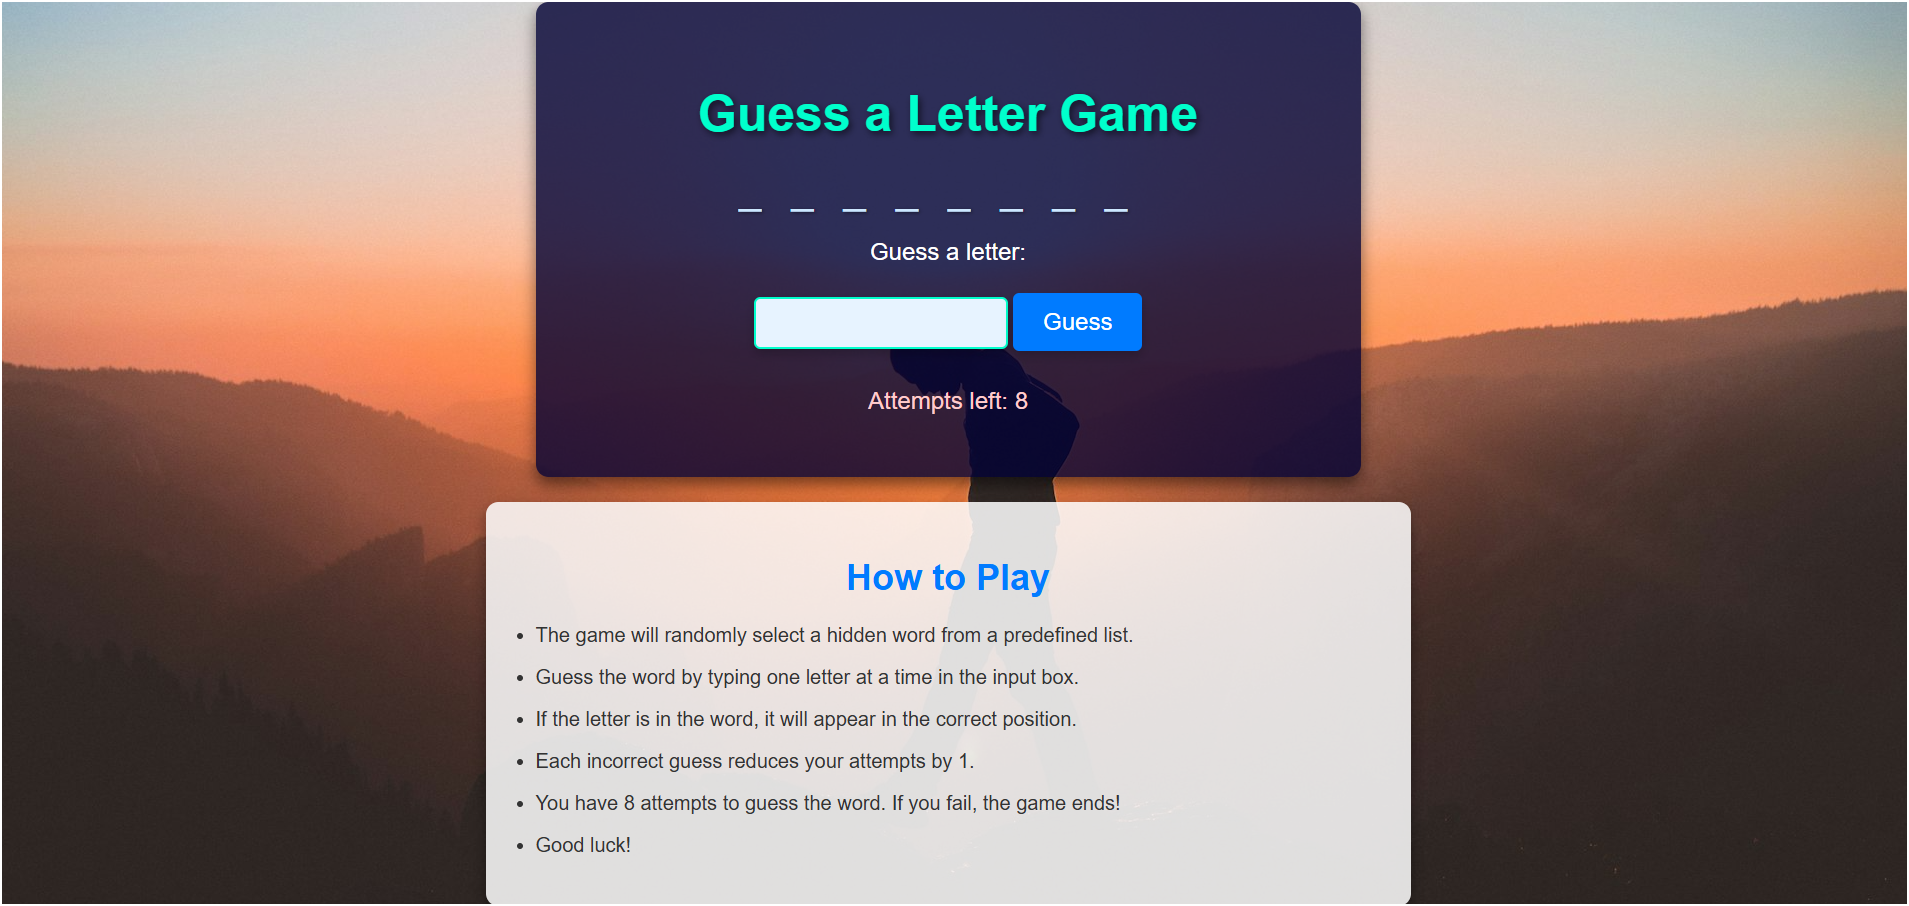 Guess a Letter Game
_ _ _ _ _ _ _ _
Guess a letter:
Guess
Attempts left: 8
How to Play
• The game will randomly select a hidden word from a predefined list.
• Guess the word by typing one letter at a time in the input box.
• If the letter is in the word, it will appear in the correct position.
• Each incorrect guess reduces your attempts by 1.
• You have 8 attempts to guess the word. If you fail, the game ends!
• Good luck!